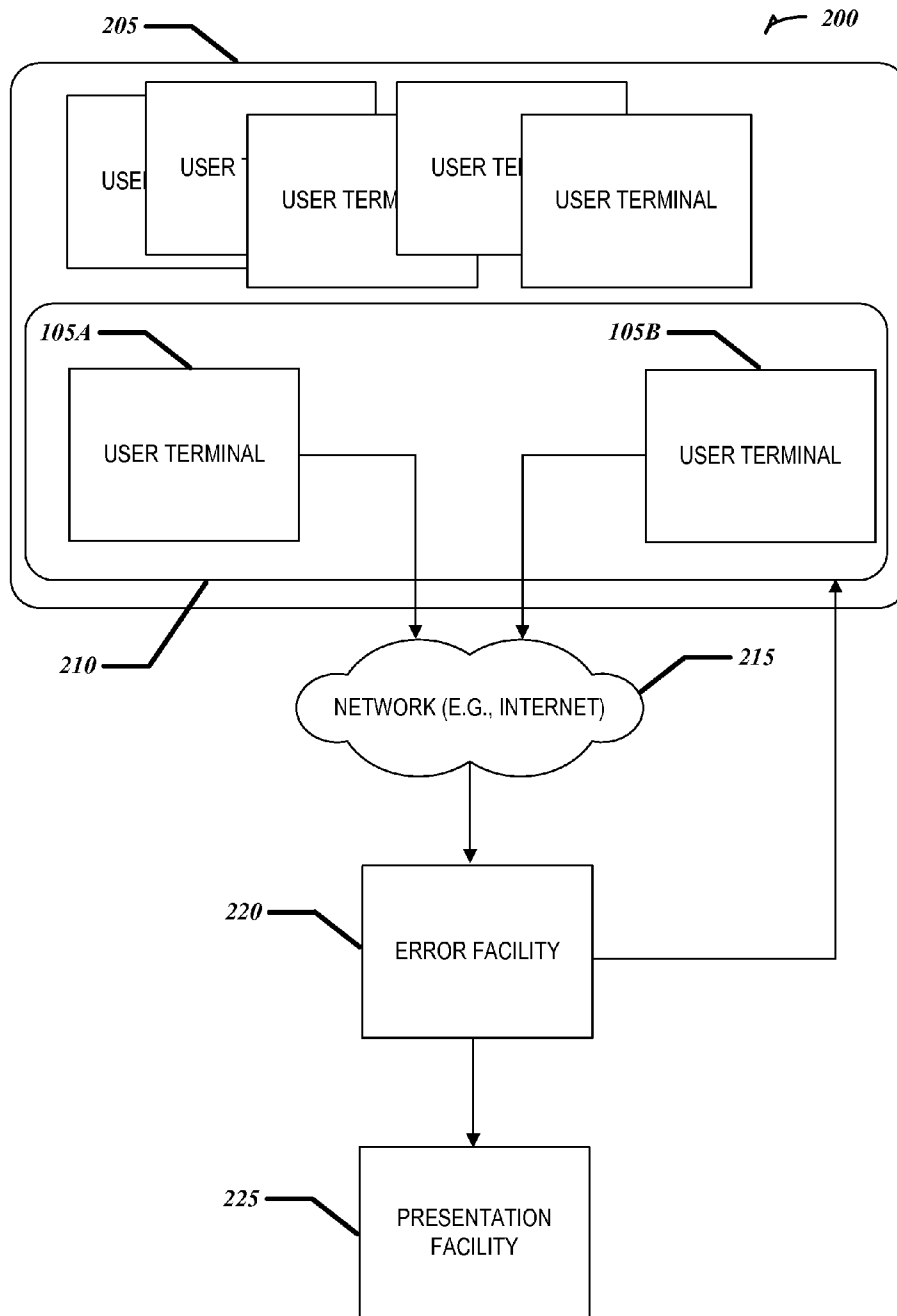 205
200
USER
USER
USER TERM
USER TE
USER TERMINAL
105A
105B
USER TERMINAL
USER TERMINAL
210
215
NETWORK (E.G., INTERNET)
220
ERROR FACILITY
225
PRESENTATION
FACILITY